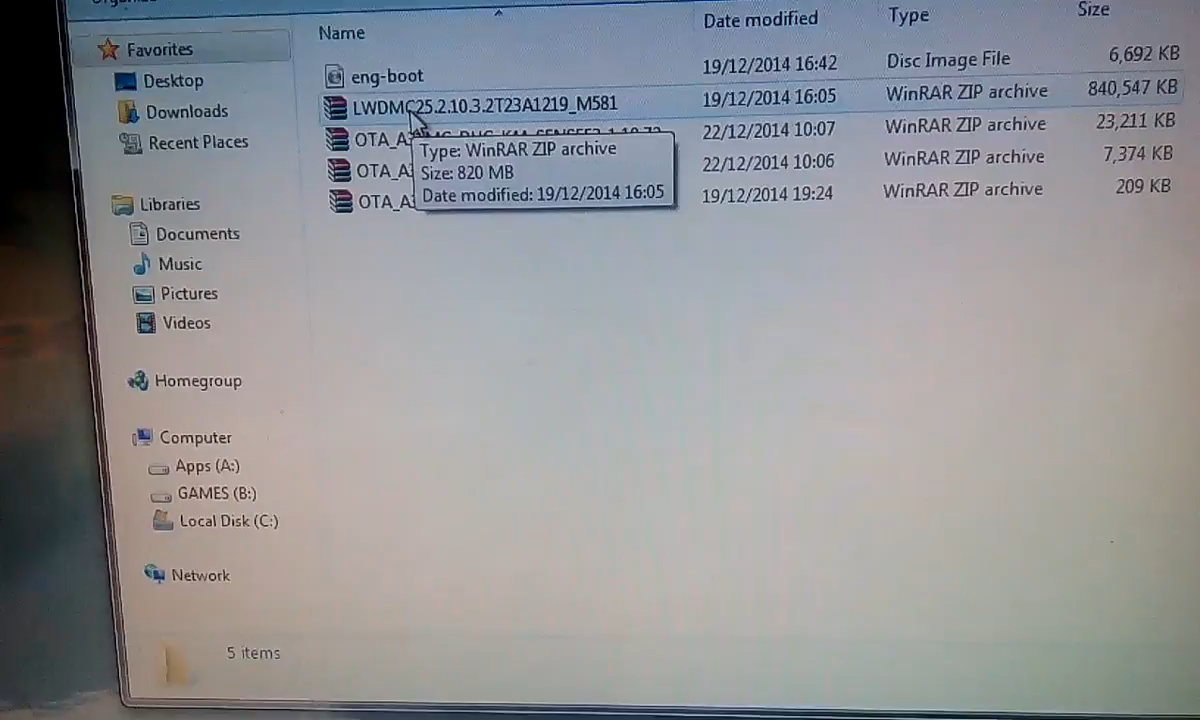 Name Date modified Type Size
Favorites
Desktop
Downloads
Recent Places
Libraries
Documents
Music
Pictures
Videos
Homegroup
Computer
Apps (A:)
GAMES (B:)
Local Disk (C:)
Network
eng-boot 19/12/2014 16:42 Disc Image File 6,692 KB
LWDMC25.2.10.3.2T23A1219_M581 19/12/2014 16:05 WinRAR ZIP archive 840,547 KB
OTA_A 22/12/2014 10:07 WinRAR ZIP archive 23,211 KB
OTA_A 22/12/2014 10:06 WinRAR ZIP archive 7,374 KB
OTA_A 19/12/2014 19:24 WinRAR ZIP archive 209 KB
Type: WinRAR ZIP archive
Size: 820 MB
Date modified: 19/12/2014 16:05
5 items